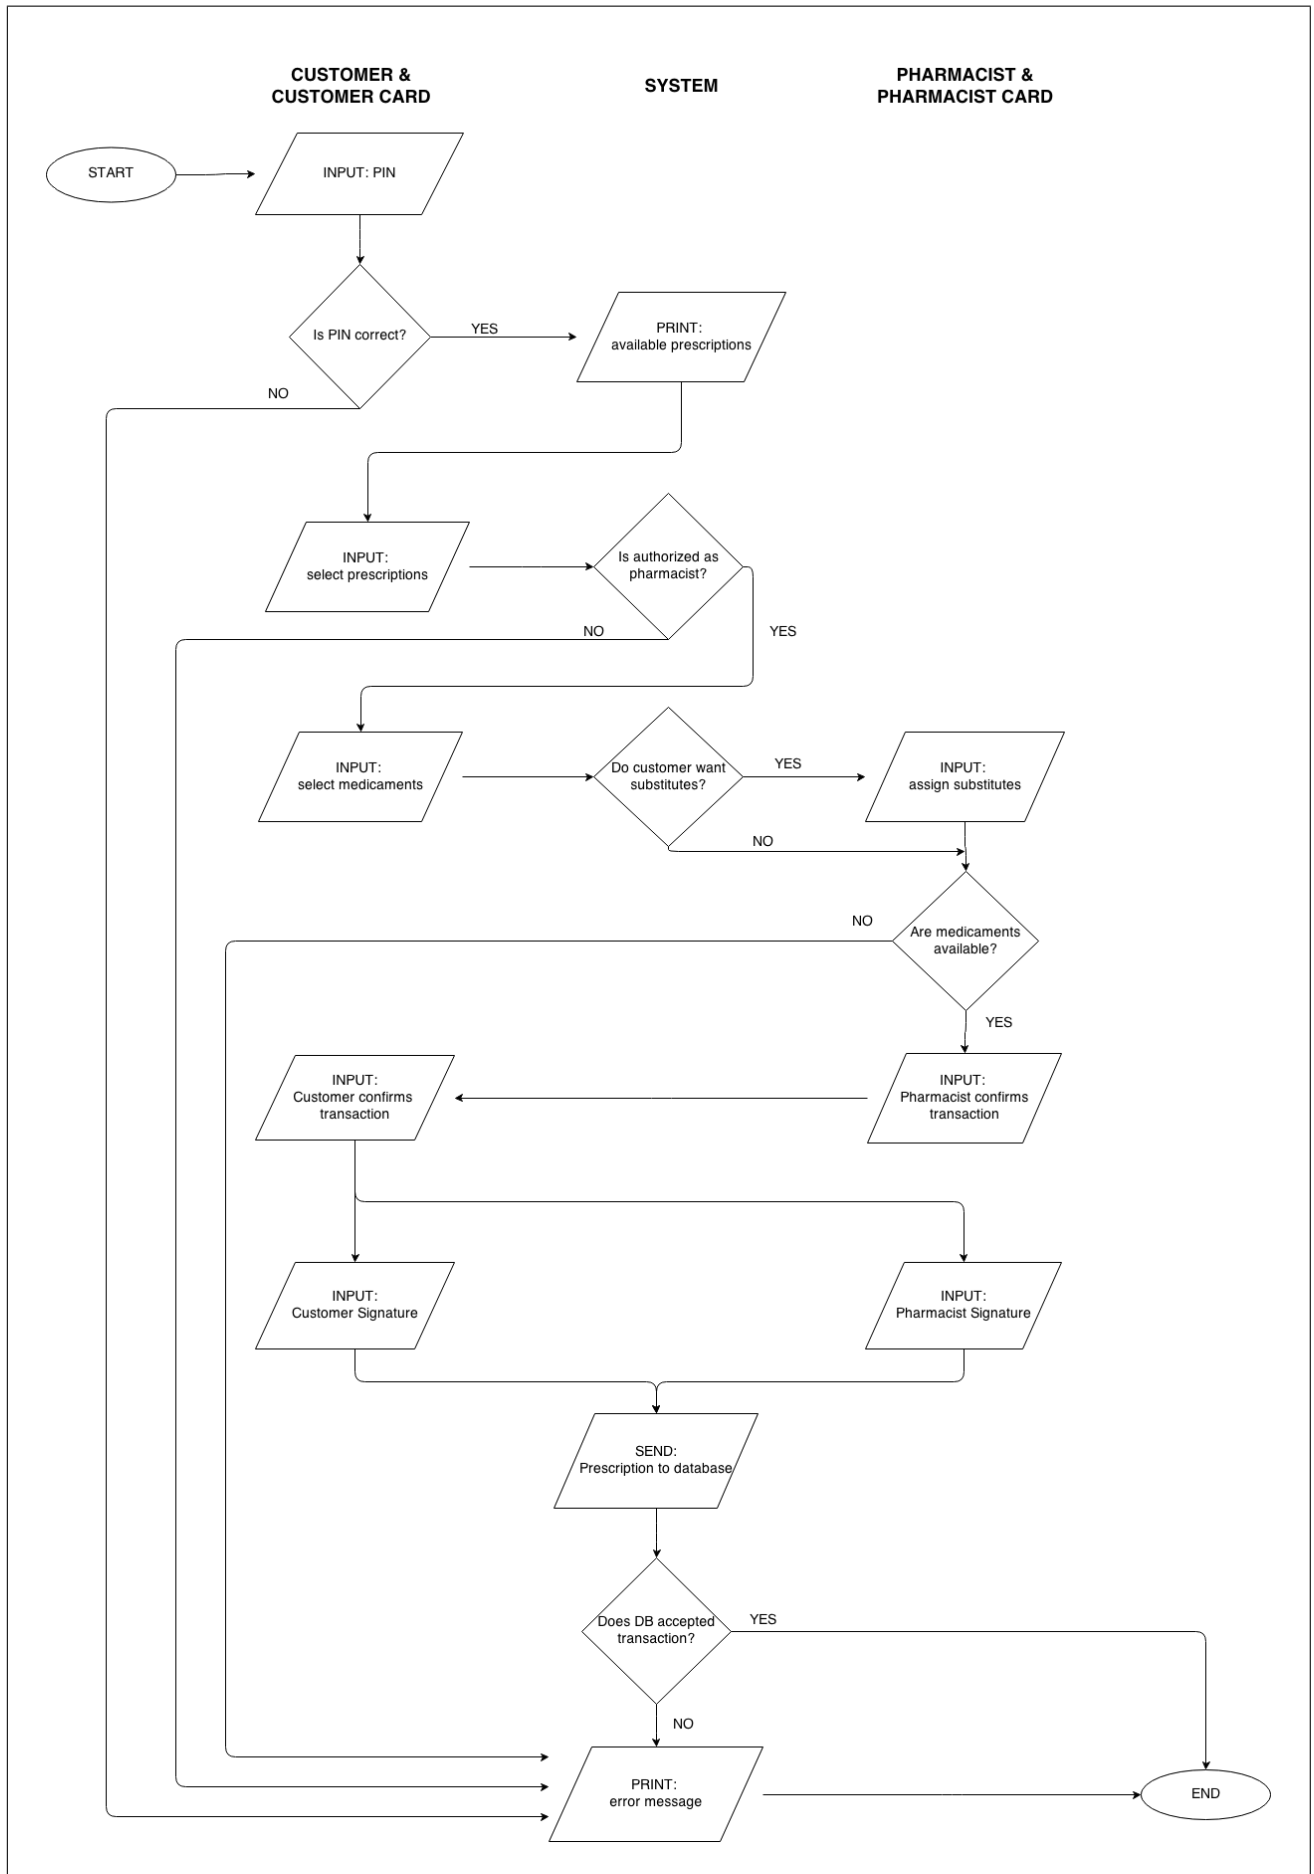 CUSTOMER &
CUSTOMER CARD
SYSTEM
PHARMACIST &
PHARMACIST CARD
START
INPUT: PIN
Is PIN correct?
YES
PRINT:
available prescriptions
NO
INPUT:
select prescriptions
Is authorized as
pharmacist?
NO
YES
INPUT:
select medicaments
Do customer want
substitutes?
YES
INPUT:
assign substitutes
NO
NO
Are medicaments
available?
YES
INPUT:
Customer confirms
transaction
INPUT:
Pharmacist confirms
transaction
INPUT:
Customer Signature
INPUT:
Pharmacist Signature
SEND:
Prescription to database
Does DB accepted
transaction?
YES
NO
PRINT:
error message
END